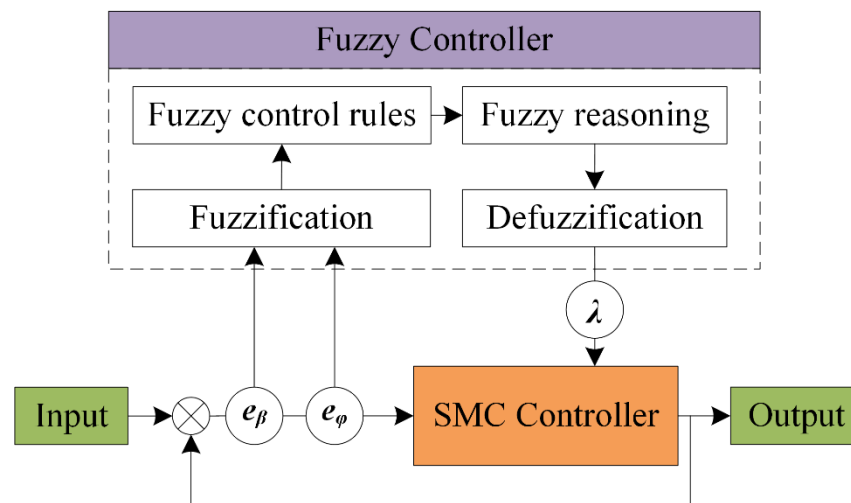 Fuzzy Controller
Fuzzy control rules
Fuzzy reasoning
Fuzzification
Defuzzification
λ
Input
eβ
eφ
SMC Controller
Output